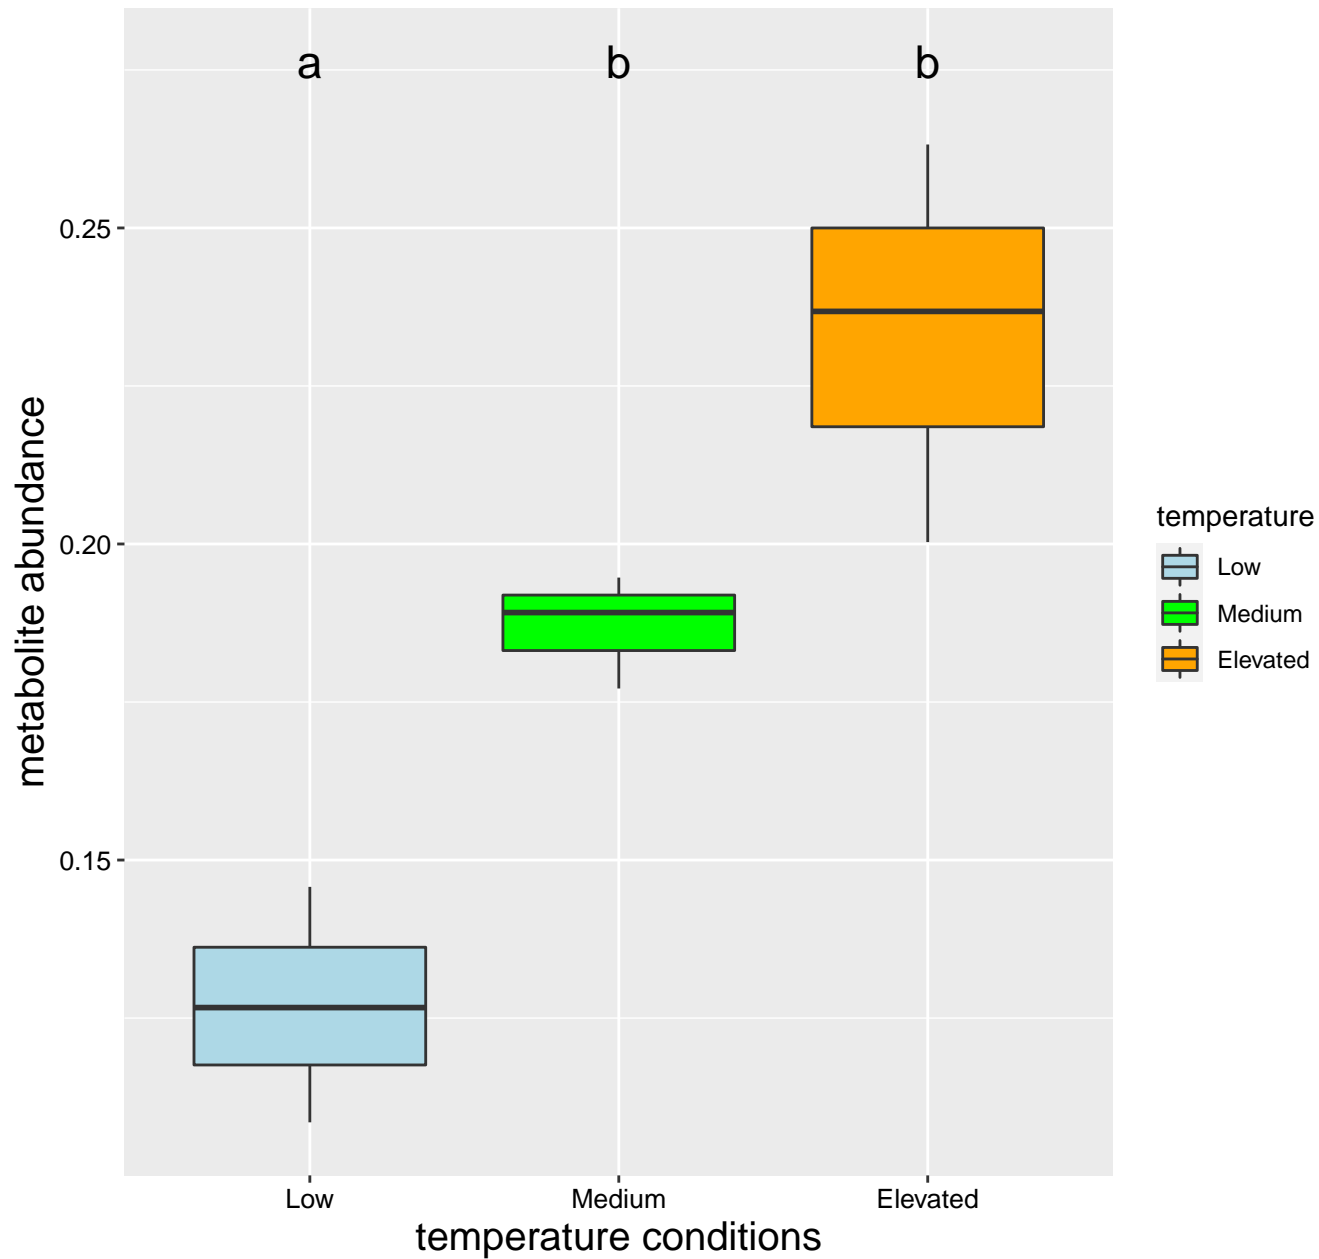 a b b
0.25
0.20
0.15
metabolite abundance
Low Medium Elevated
temperature conditions
temperature
Low
Medium
Elevated